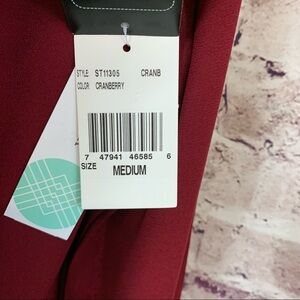 STYLE: ST11305 CRANB
COLOR: CRANBERRY
7 47941 46585 6
SIZE
MEDIUM